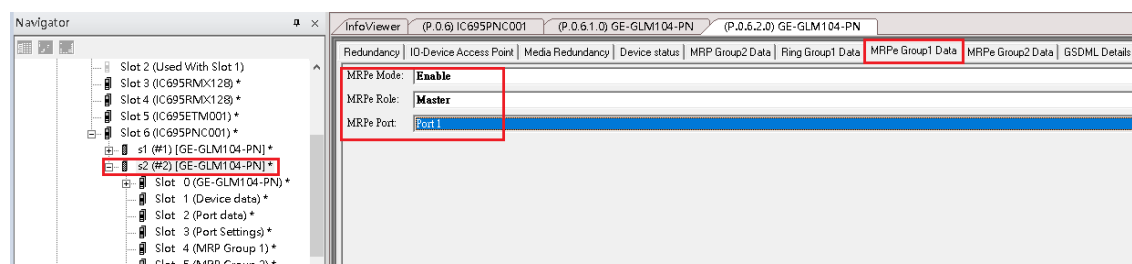 Navigator
InfoViewer (P.0.6) IC695PNC001 (P.0.6.1.0) GE-GLM104-PN (P.0.6.2.0) GE-GLM104-PN
Redundancy IO-Device Access Point Media Redundancy Device status MRP Group2 Data Ring Group1 Data MRPe Group1 Data MRPe Group2 Data GSDML Details
Slot 2 (Used With Slot 1)
Slot 3 (IC695RMX128) *
Slot 4 (IC695RMX128) *
Slot 5 (IC695ETM001) *
Slot 6 (IC695PNC001) *
s1 (#1) [GE-GLM104-PN] *
s2 (#2) [GE-GLM104-PN] *
Slot 0 (GE-GLM104-PN) *
Slot 1 (Device data) *
Slot 2 (Port data) *
Slot 3 (Port Settings) *
Slot 4 (MRP Group 1) *
Slot 5 (MRP Group 2) *
MRPe Mode: Enable
MRPe Role: Master
MRPe Port: Port 1